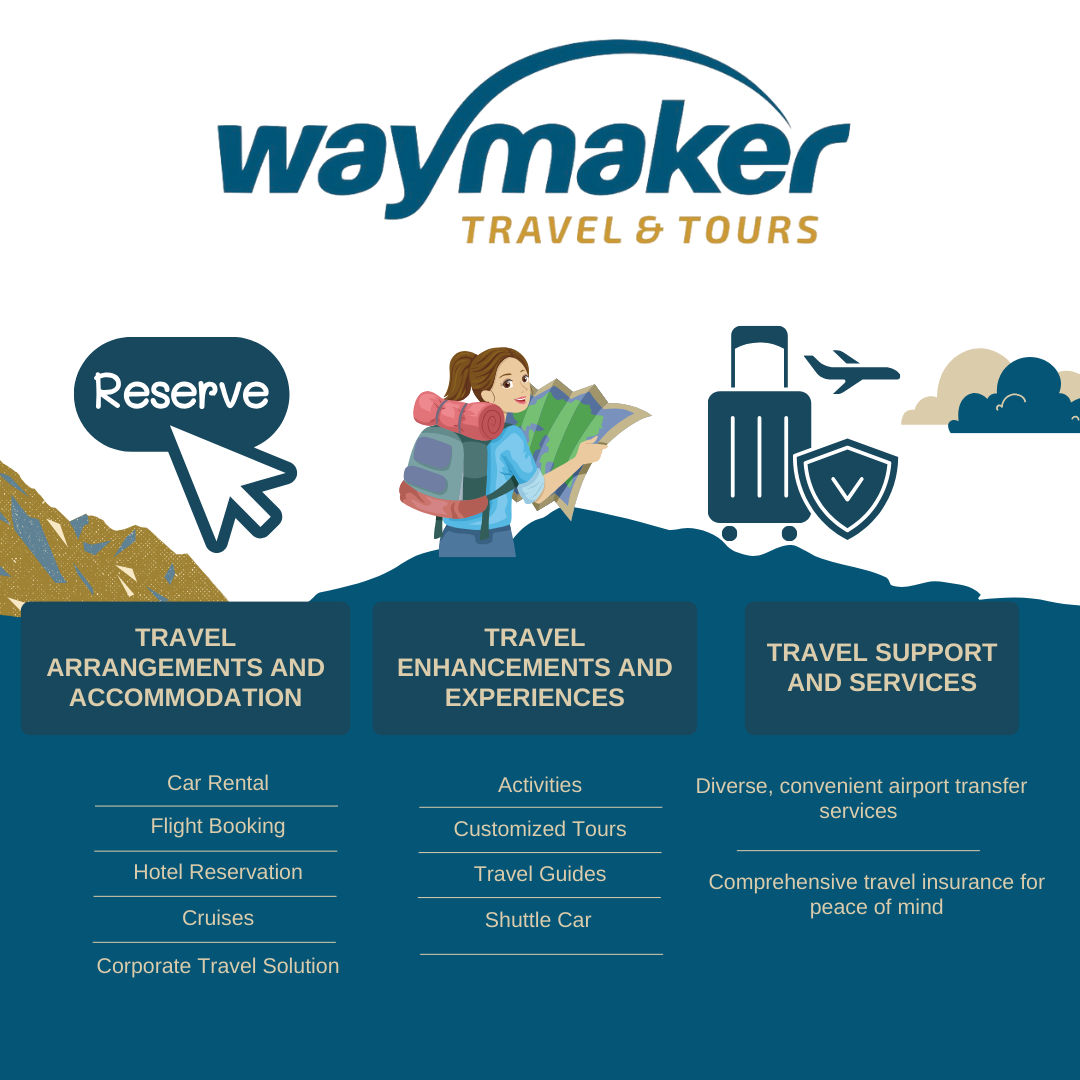 waymaker
TRAVEL & TOURS
Reserve
TRAVEL
ARRANGEMENTS AND
ACCOMMODATION
Car Rental
Flight Booking
Hotel Reservation
Cruises
Corporate Travel Solution
TRAVEL
ENHANCEMENTS AND
EXPERIENCES
Activities
Customized Tours
Travel Guides
Shuttle Car
TRAVEL SUPPORT
AND SERVICES
Diverse, convenient airport transfer
services
Comprehensive travel insurance for
peace of mind